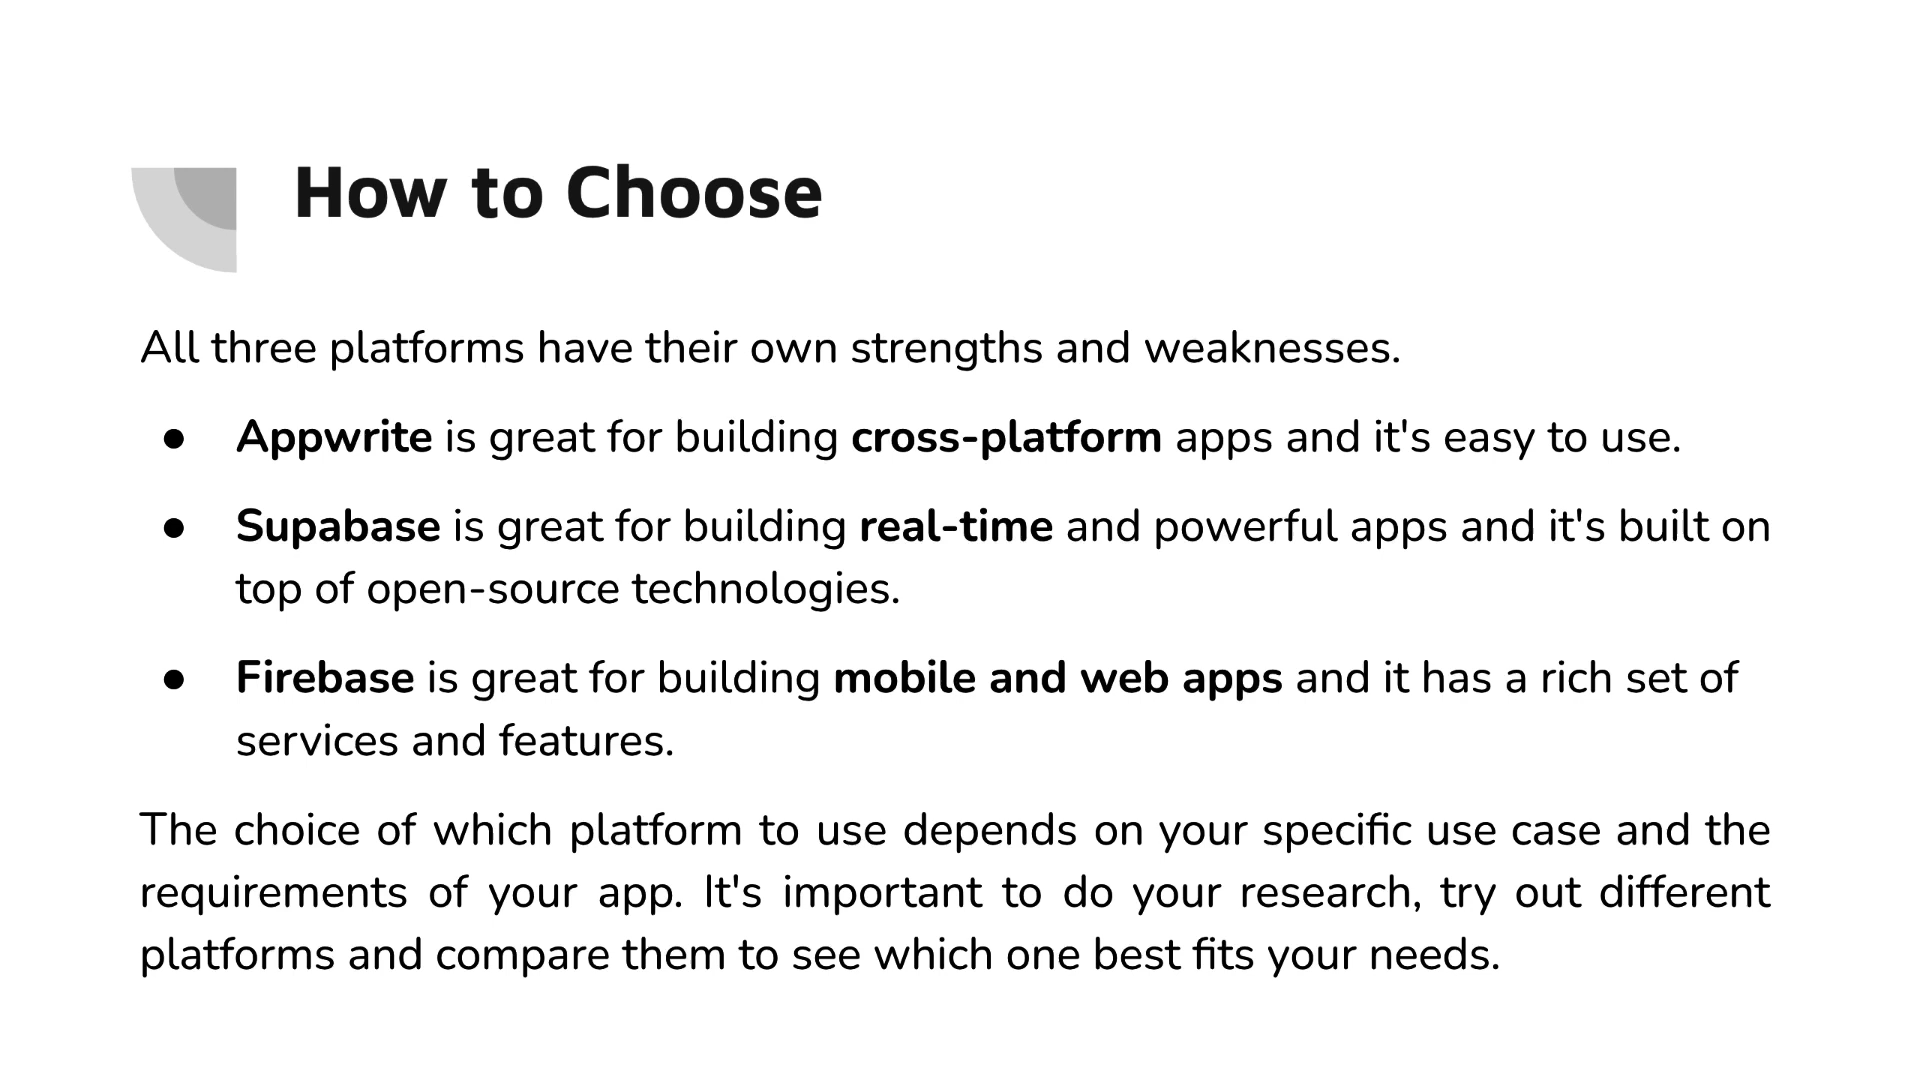 How to Choose
All three platforms have their own strengths and weaknesses.
● Appwrite is great for building cross-platform apps and it's easy to use.
● Supabase is great for building real-time and powerful apps and it's built on
top of open-source technologies.
● Firebase is great for building mobile and web apps and it has a rich set of
services and features.
The choice of which platform to use depends on your specific use case and the
requirements of your app. It's important to do your research, try out different
platforms and compare them to see which one best fits your needs.